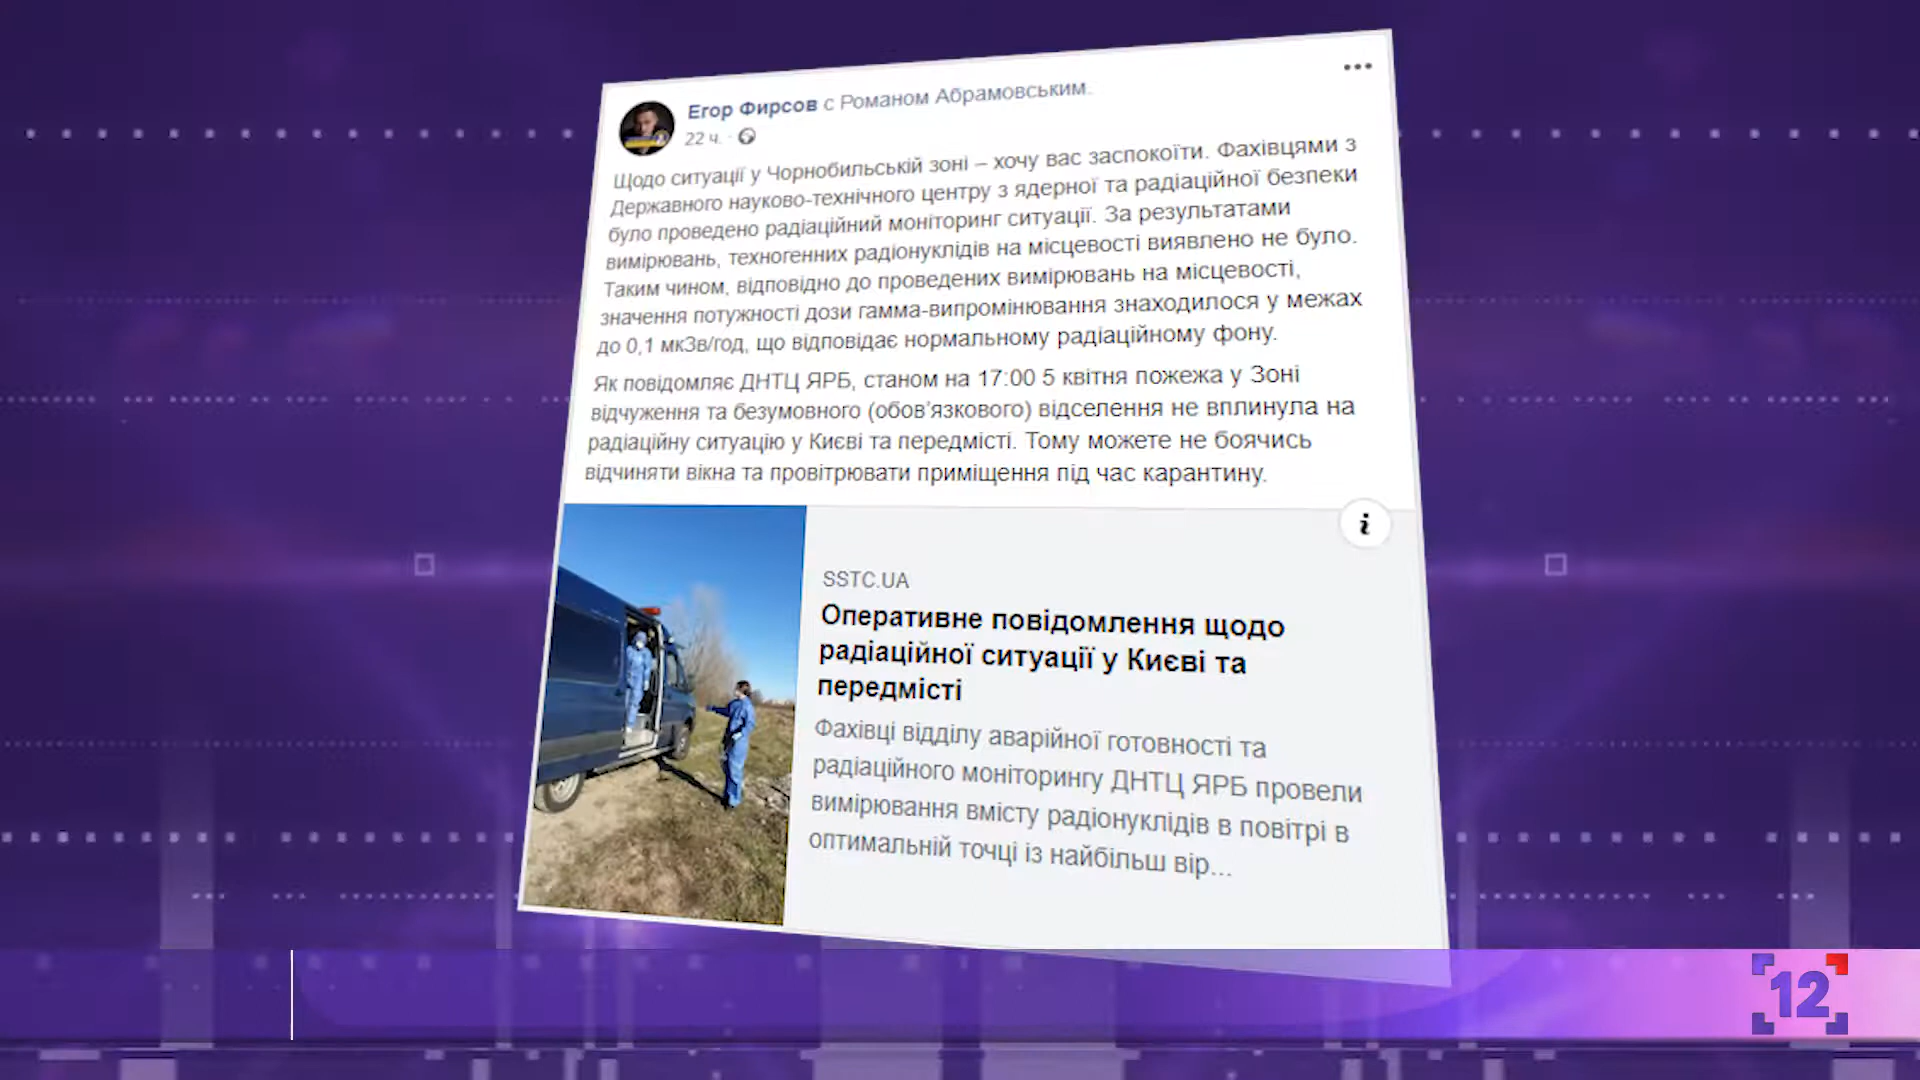 Егор Фирсов с Романом Абрамовським.
22 ч. ·
Щодо ситуації у Чорнобильській зоні – хочу вас заспокоїти. Фахівцями з
Державного науково-технічного центру з ядерної та радіаційної безпеки
було проведено радіаційний моніторинг ситуації. За результатами
вимірювань, техногенних радіонуклідів на місцевості виявлено не було.
Таким чином, відповідно до проведених вимірювань на місцевості,
значення потужності дози гамма-випромінювання знаходилося у межах
до 0,1 мкЗв/год, що відповідає нормальному радіаційному фону.
Як повідомляє ДНТЦ ЯРБ, станом на 17:00 5 квітня пожежа у Зоні
відчуження та безумовного (обов'язкового) відселення не вплинула на
радіаційну ситуацію у Києві та передмісті. Тому можете не боячись
відчиняти вікна та провітрювати приміщення під час карантину.
SSTC.UA
Оперативне повідомлення щодо
радіаційної ситуації у Києві та
передмісті
Фахівці відділу аварійної готовності та
радіаційного моніторингу ДНТЦ ЯРБ провели
вимірювання вмісту радіонуклідів в повітрі в
оптимальній точці із найбільш вір...
12